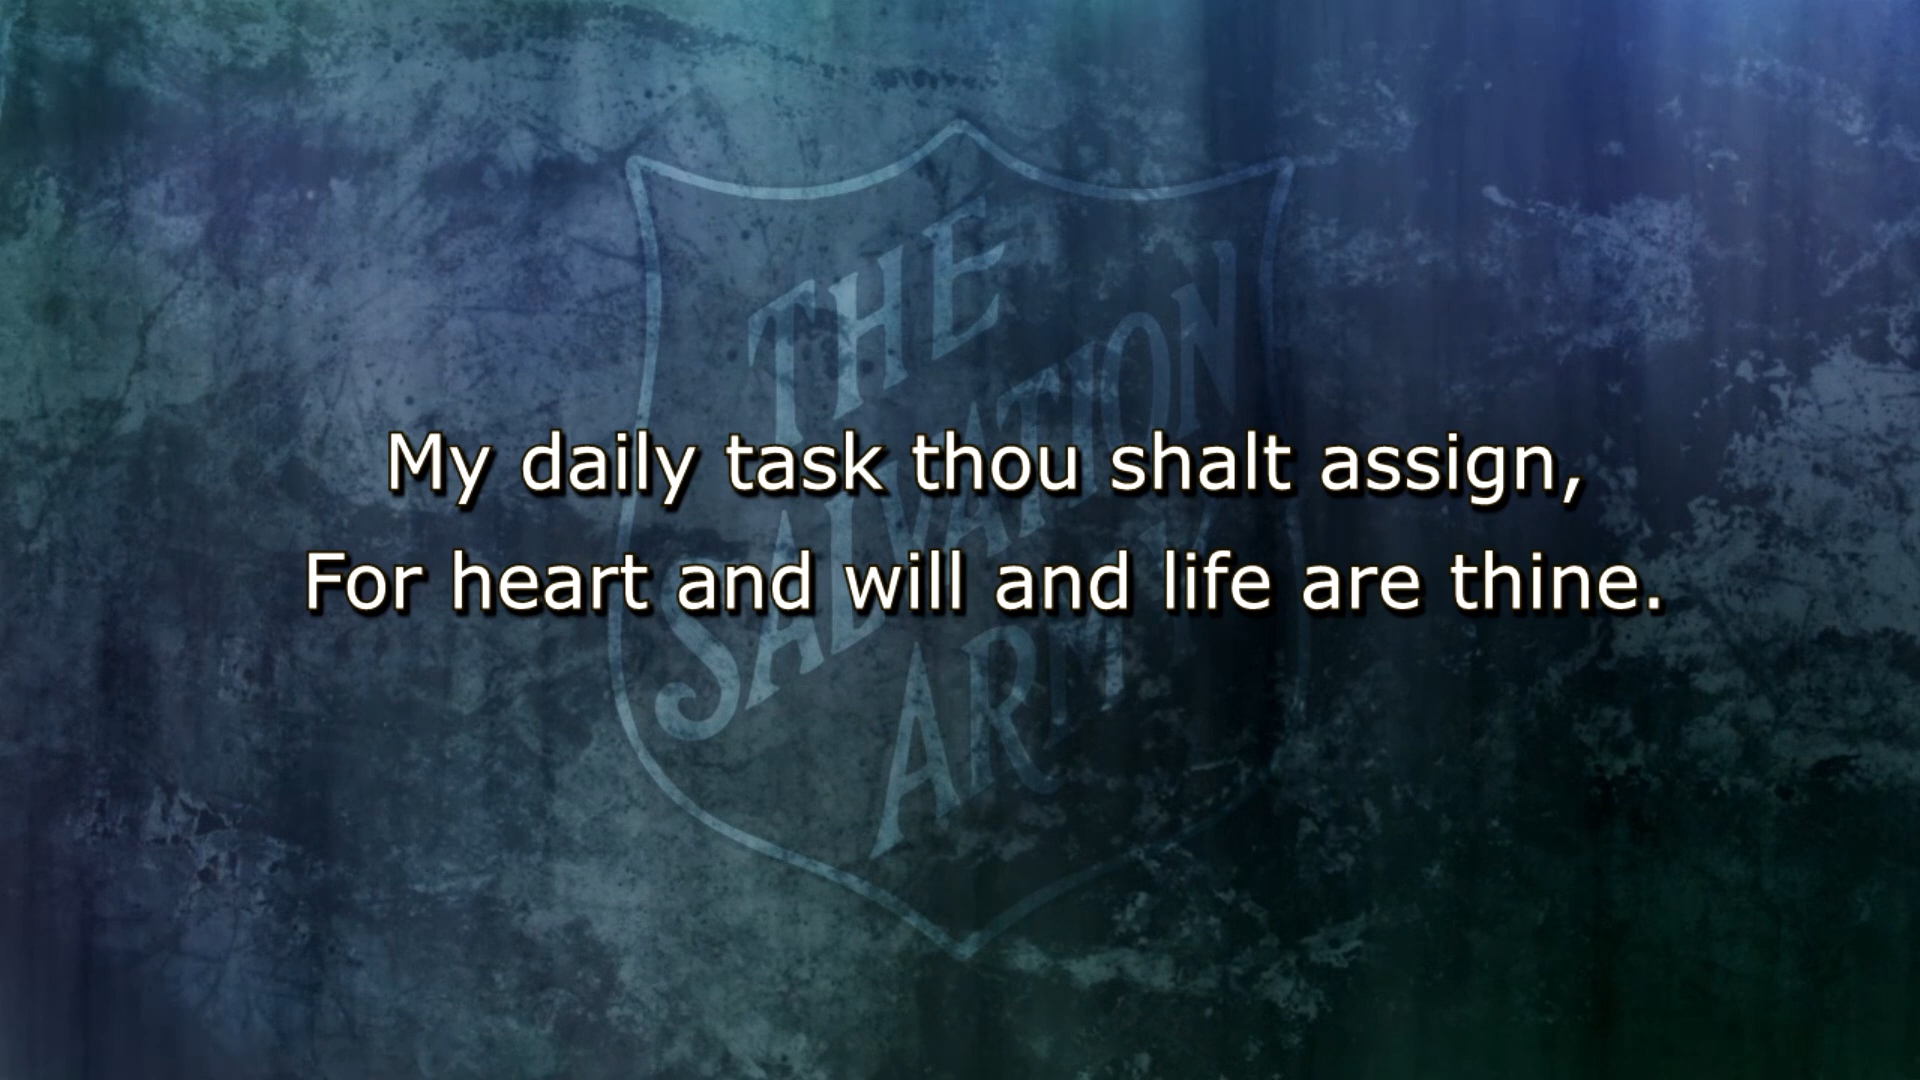 THE
SALVATION
ARMY
My daily task thou shalt assign,
For heart and will and life are thine.